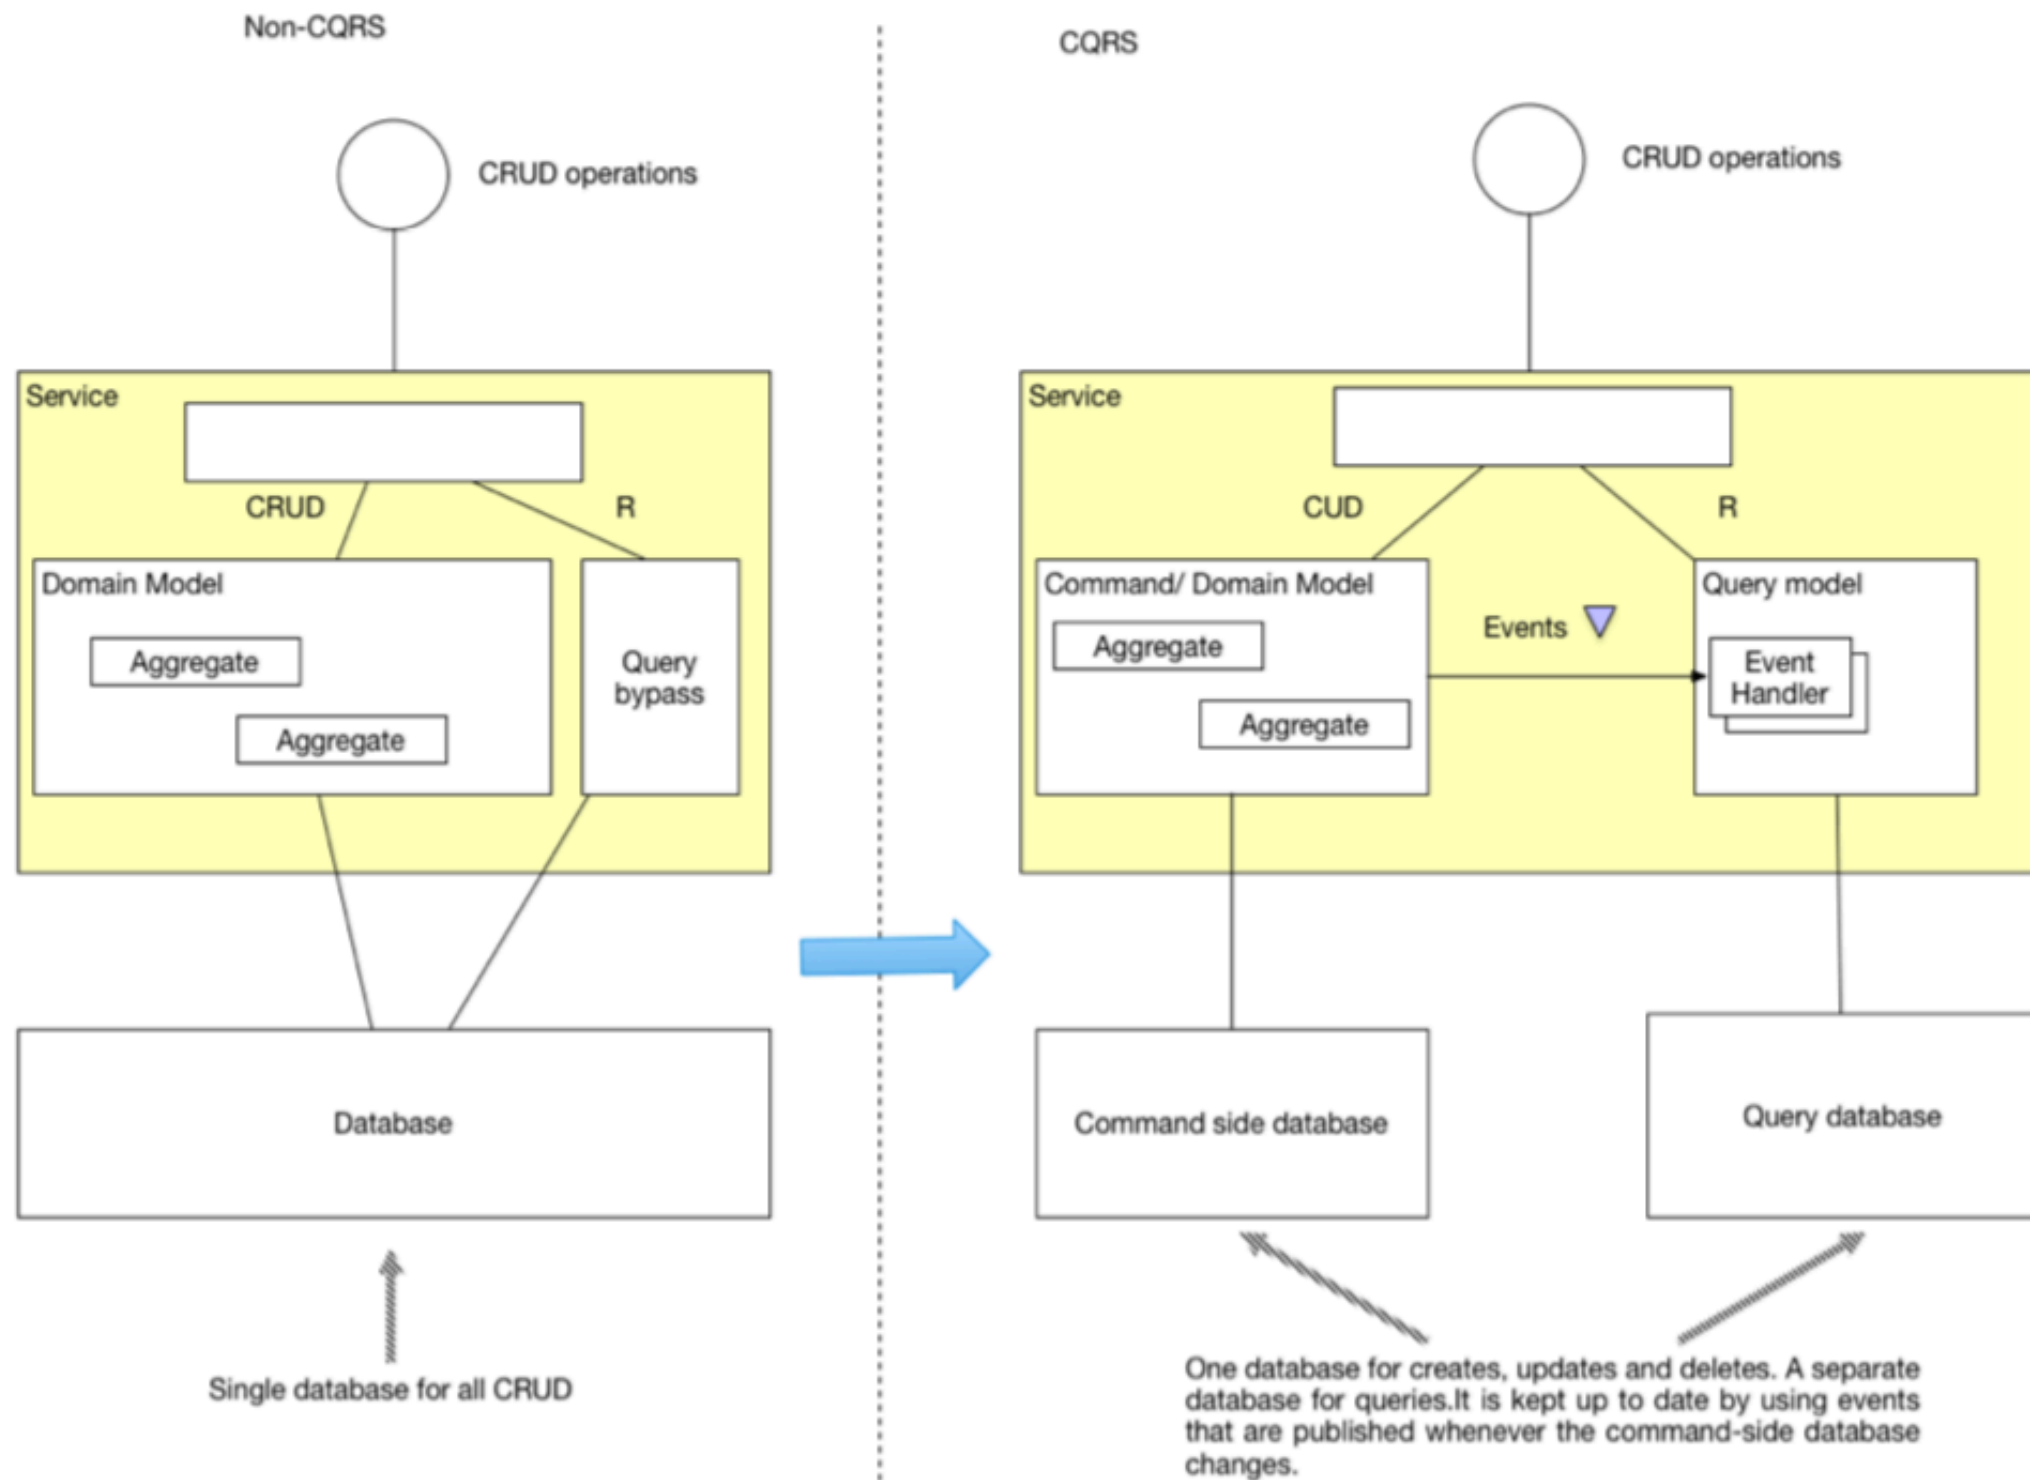 Non-CQRS
CRUD operations
Service
CRUD
R
Domain Model
Aggregate
Aggregate
Query
bypass
Database
Single database for all CRUD
CQRS
CRUD operations
Service
CUD
R
Command/ Domain Model
Aggregate
Aggregate
Events
Query model
Event
Handler
Command side database
Query database
One database for creates, updates and deletes. A separate
database for queries.It is kept up to date by using events
that are published whenever the command-side database
changes.